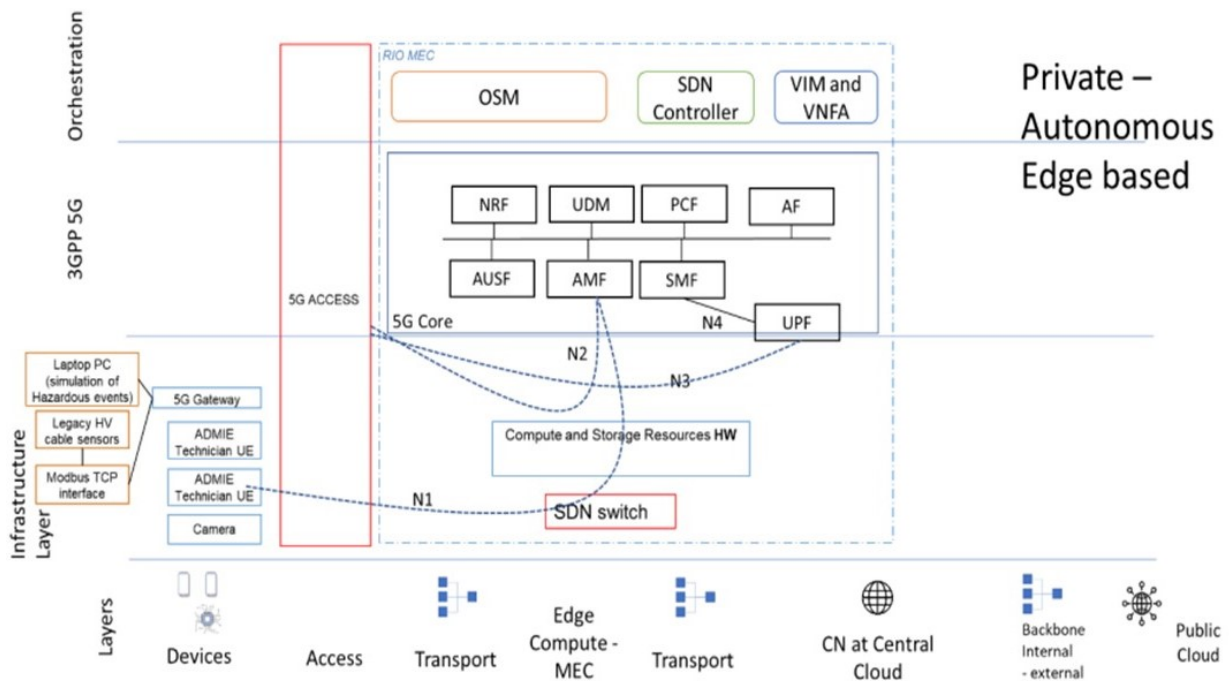 Orchestration
RIO MEC
OSM
SDN
Controller
VIM and
VNFA
Private –
Autonomous
Edge based
3GPP 5G
5G ACCESS
NRF
UDM
PCF
AF
AUSF
AMF
SMF
UPF
5G Core
N4
N2
N3
Infrastructure
Layer
Laptop PC
(simulation of
Hazardous events)
Legacy HV
cable sensors
Modbus TCP
interface
5G Gateway
ADMIE
Technician UE
ADMIE
Technician UE
Camera
N1
Compute and Storage Resources HW
SDN switch
Layers
Devices
Access
Transport
Edge
Compute -
MEC
Transport
CN at Central
Cloud
Backbone
Internal
- external
Public
Cloud